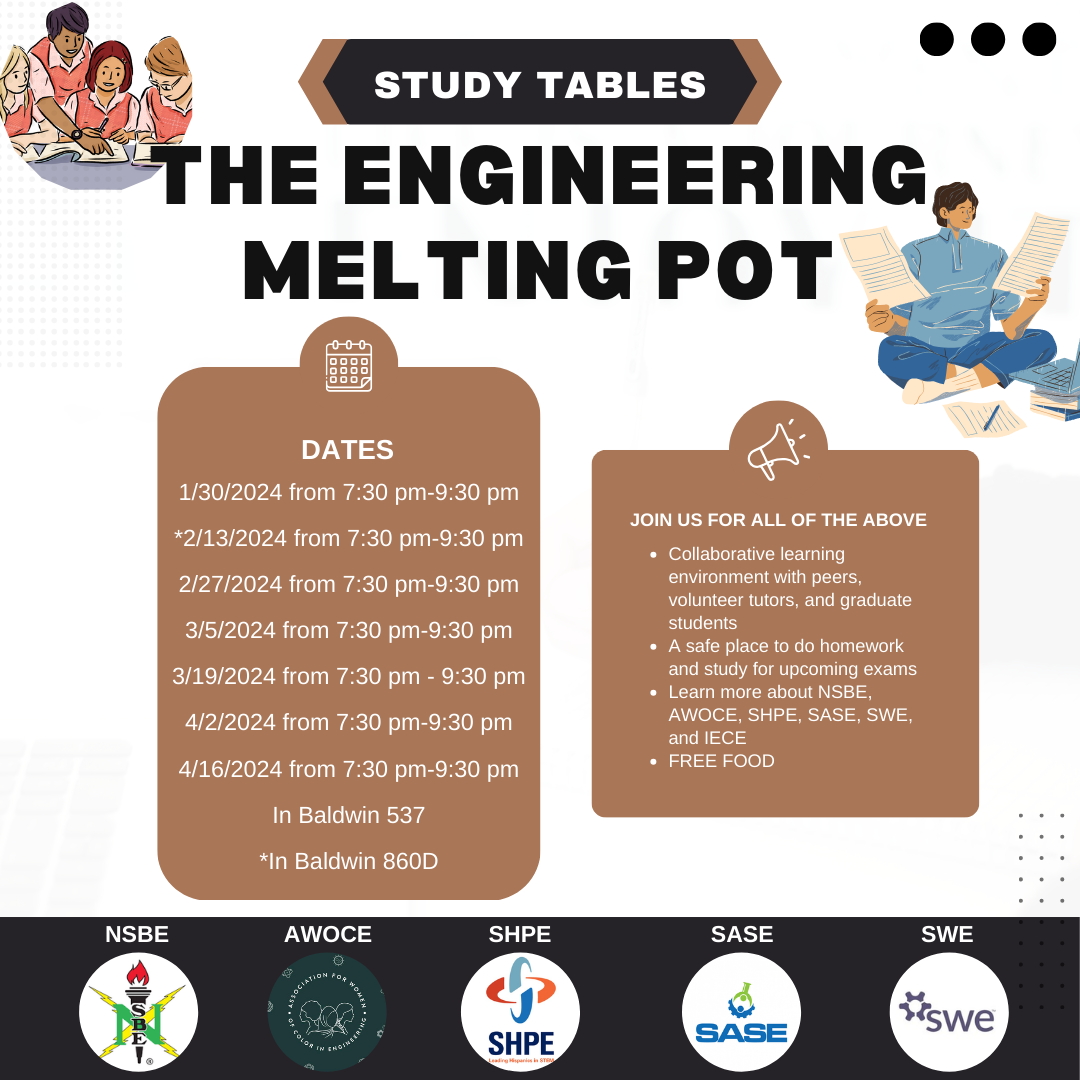 STUDY TABLES
THE ENGINEERING
MELTING POT
DATES
1/30/2024 from 7:30 pm-9:30 pm
*2/13/2024 from 7:30 pm-9:30 pm
2/27/2024 from 7:30 pm-9:30 pm
3/5/2024 from 7:30 pm-9:30 pm
3/19/2024 from 7:30 pm - 9:30 pm
4/2/2024 from 7:30 pm-9:30 pm
4/16/2024 from 7:30 pm-9:30 pm
In Baldwin 537
*In Baldwin 860D
JOIN US FOR ALL OF THE ABOVE
• Collaborative learning
environment with peers,
volunteer tutors, and graduate
students
• A safe place to do homework
and study for upcoming exams
• Learn more about NSBE,
AWOCE, SHPE, SASE, SWE,
and IECE
• FREE FOOD
NSBE
AWOCE
SHPE
SASE
SWE
NSBE
®
ASSOCIATION FOR WOMEN
OF COLOR IN ENGINEERING
SHPE
Leading Hispanics in STEM
SASE
swe